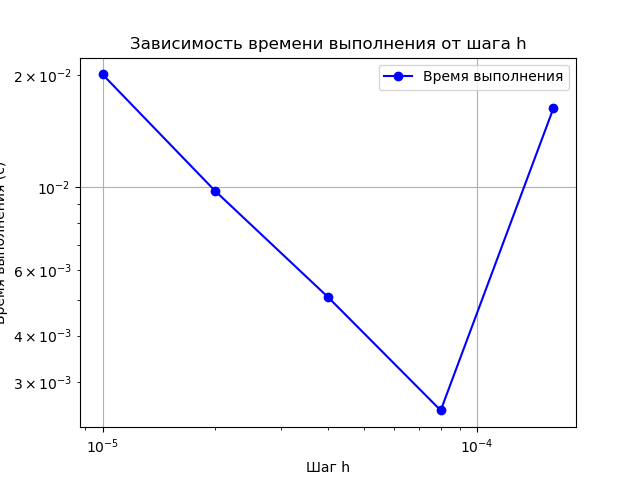 Зависимость времени выполнения от шага h
Время выполнения
2 × 10⁻²
10⁻²
6 × 10⁻³
4 × 10⁻³
3 × 10⁻³
Время выполнения (с)
10⁻⁵
10⁻⁴
Шаг h